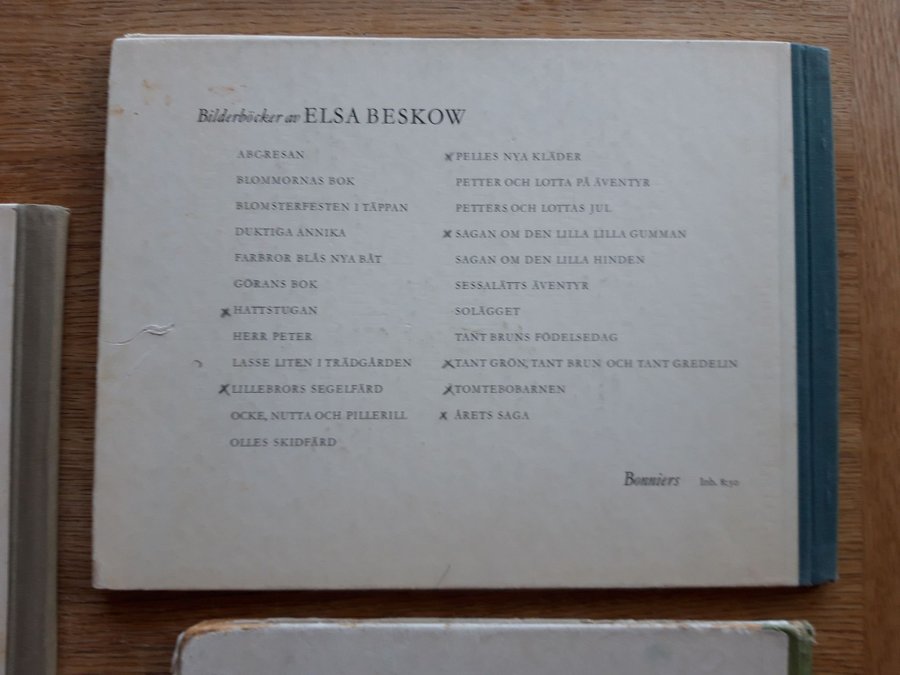 Bilderböcker av ELSA BESKOW
ABC-RESAN
BLOMMORNAS BOK
BLOMSTERFESTEN I TÄPPAN
DUKTIGA ANNIKA
FARBROR BLÅS NYA BÅT
GÖRANS BOK
x HATTSTUGAN
HERR PETER
LASSE LITEN I TRÄDGÅRDEN
x LILLEBRORS SEGELFÄRD
OCKE, NUTTA OCH PILLERILL
OLLES SKIDFÄRD
x PELLES NYA KLÄDER
PETTER OCH LOTTA PÅ ÄVENTYR
PETTERS OCH LOTTAS JUL
x SAGAN OM DEN LILLA LILLA GUMMAN
SAGAN OM DEN LILLA HINDEN
SESSALÄTTS ÄVENTYR
SOLÄGGET
TANT BRUNS FÖDELSEDAG
x TANT GRÖN, TANT BRUN OCH TANT GREDELIN
x TOMTEBOBARNEN
x ÅRETS SAGA
Bonniers Inb. 8:50